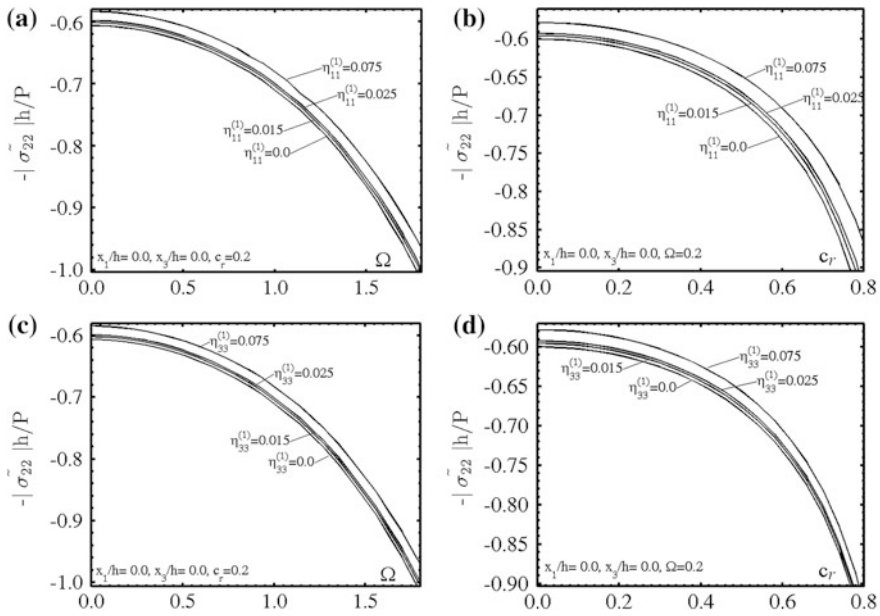 (a)
-0.6
-0.7
-0.8
-0.9
-1.0
0.0 0.5 1.0 1.5
-| σ̃₂₂ |h/P
η₁₁⁽¹⁾=0.075
η₁₁⁽¹⁾=0.025
η₁₁⁽¹⁾=0.015
η₁₁⁽¹⁾=0.0
x₁/h= 0.0, x₃/h= 0.0, cᵣ=0.2
Ω
(b)
-0.6
-0.65
-0.7
-0.75
-0.8
-0.85
-0.9
0.0 0.2 0.4 0.6 0.8
-| σ̃₂₂ |h/P
η₁₁⁽¹⁾=0.075
η₁₁⁽¹⁾=0.025
η₁₁⁽¹⁾=0.015
η₁₁⁽¹⁾=0.0
x₁/h= 0.0, x₃/h= 0.0, Ω=0.2
cᵣ
(c)
-0.6
-0.7
-0.8
-0.9
-1.0
0.0 0.5 1.0 1.5
-| σ̃₂₂ |h/P
η₃₃⁽¹⁾=0.075
η₃₃⁽¹⁾=0.025
η₃₃⁽¹⁾=0.015
η₃₃⁽¹⁾=0.0
x₁/h= 0.0, x₃/h= 0.0, cᵣ=0.2
Ω
(d)
-0.60
-0.65
-0.70
-0.75
-0.80
-0.85
-0.90
0.0 0.2 0.4 0.6 0.8
-| σ̃₂₂ |h/P
η₃₃⁽¹⁾=0.075
η₃₃⁽¹⁾=0.015
η₃₃⁽¹⁾=0.0
η₃₃⁽¹⁾=0.025
x₁/h= 0.0, x₃/h= 0.0, Ω=0.2
cᵣ